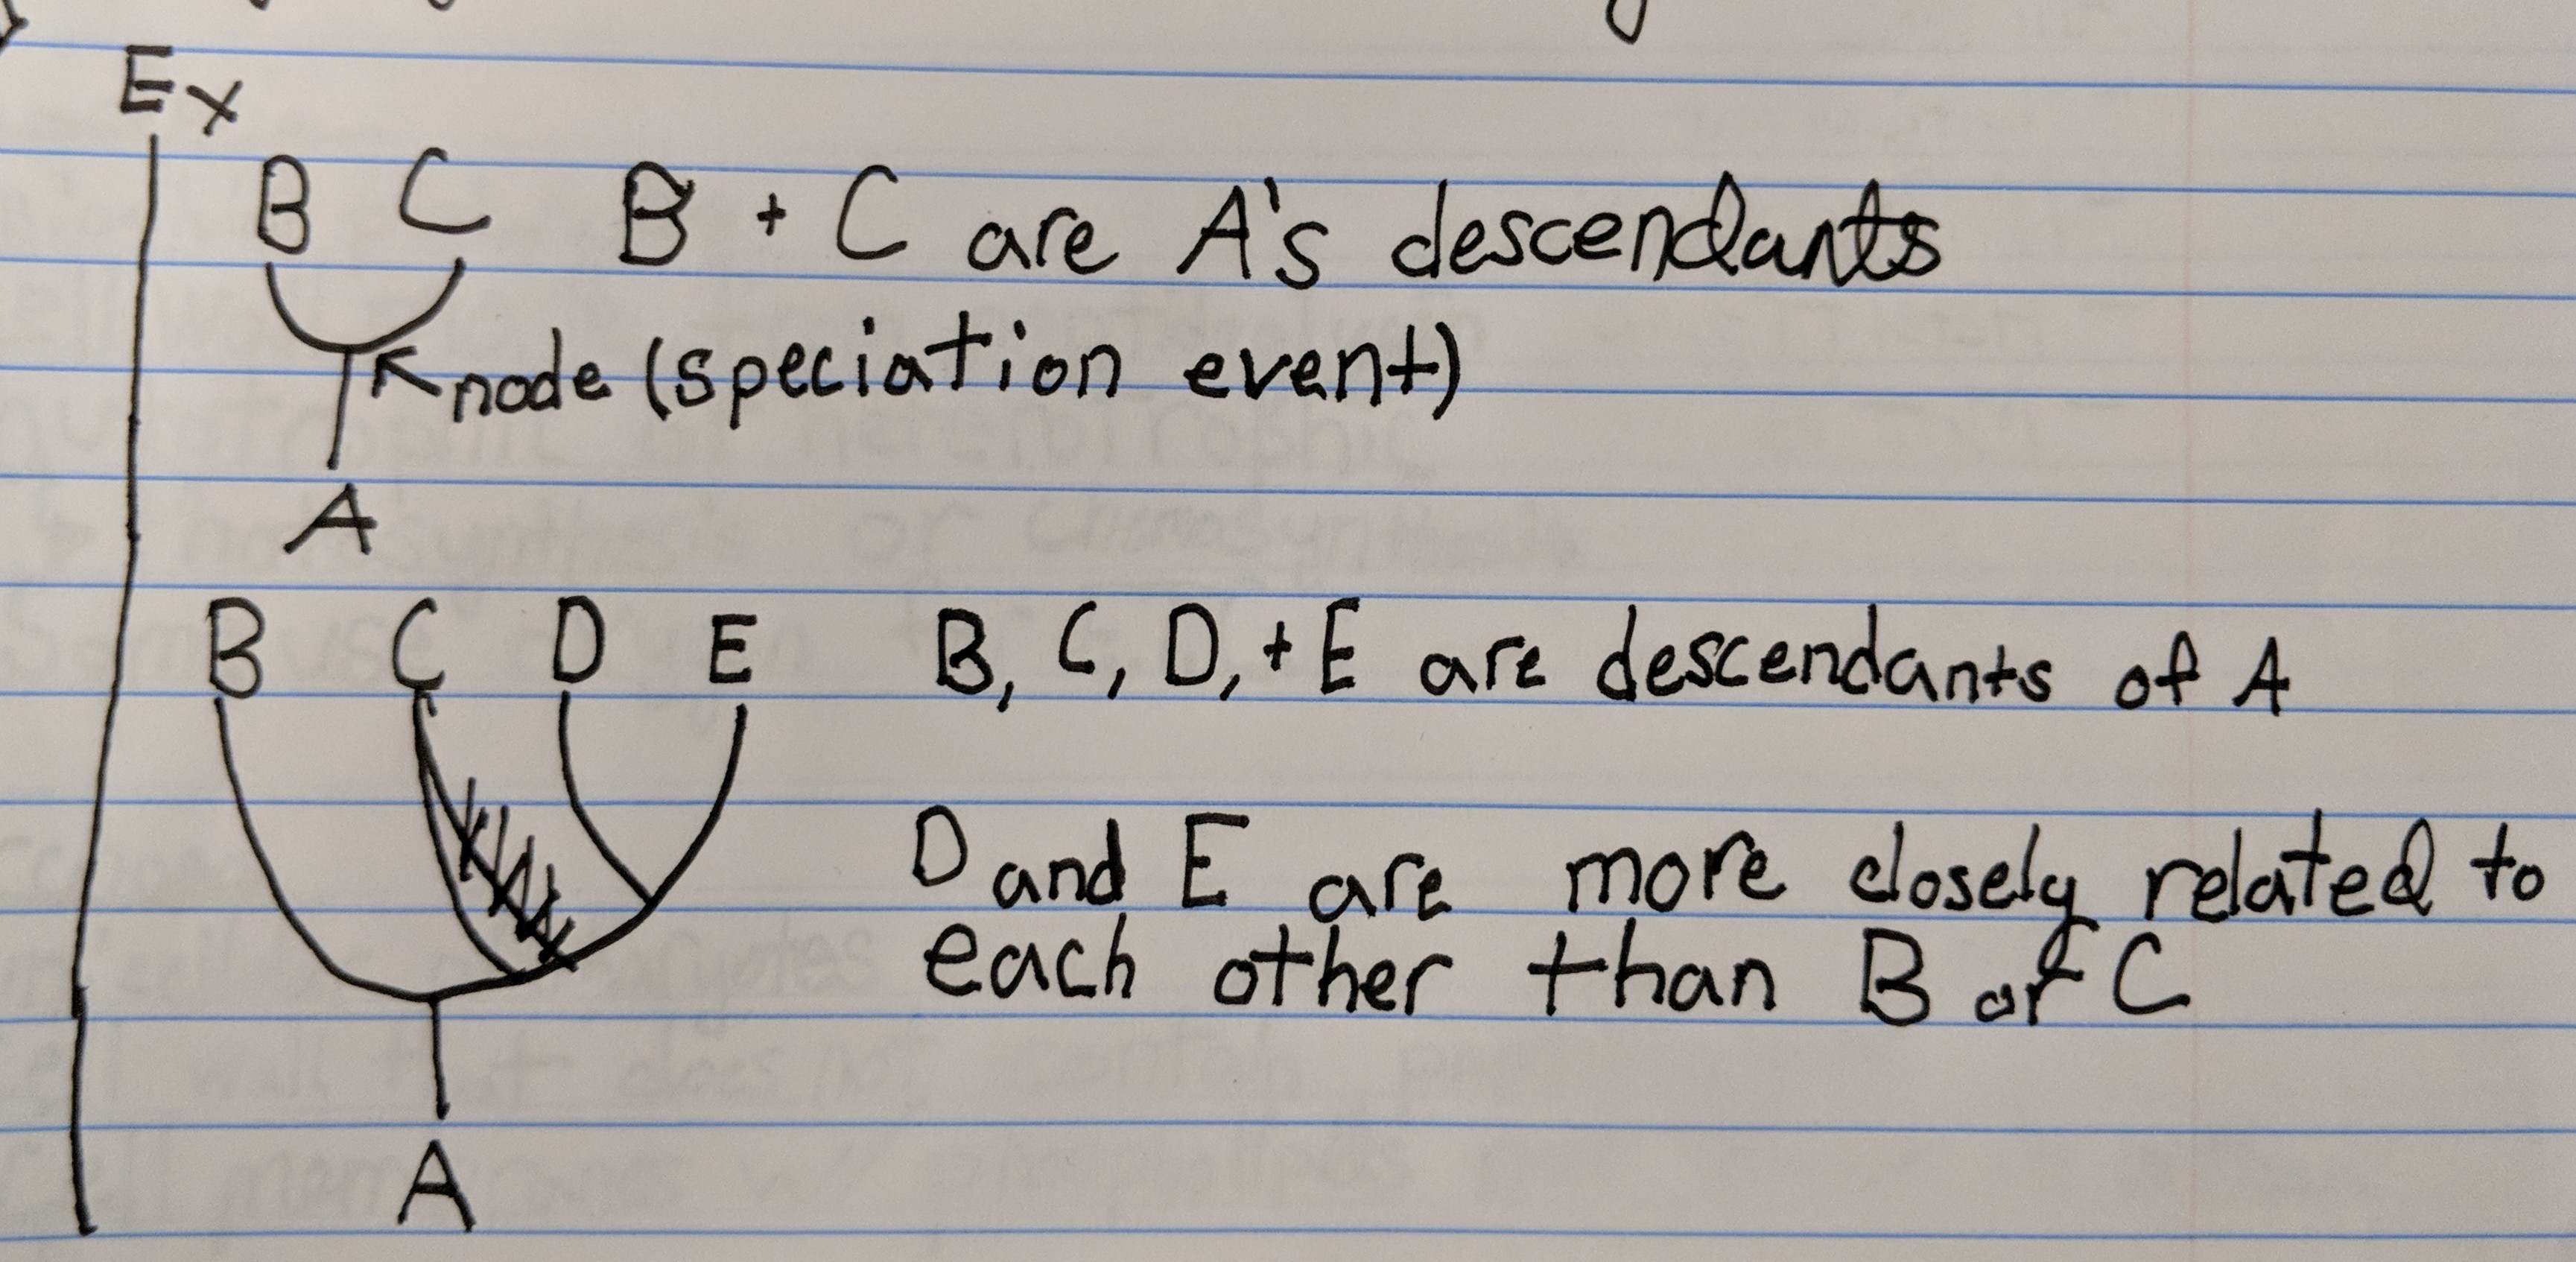 Ex
B C B + C are A's descendants
node (speciation event)
A
B C D E B, C, D, + E are descendants of A
D and E are more closely related to
each other than B or C
A